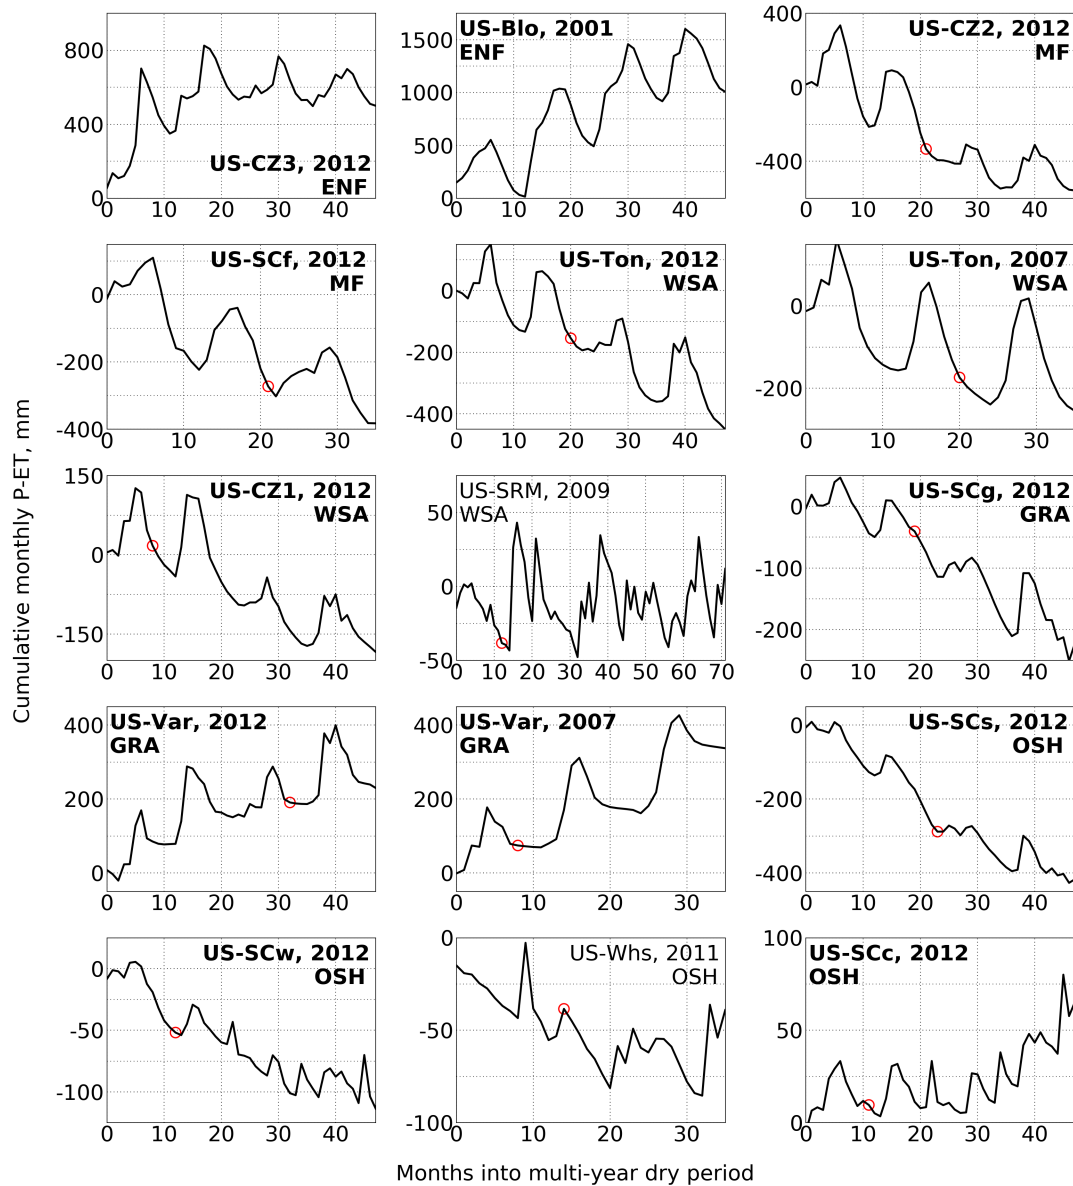 800
400
0
0 10 20 30 40
US-CZ3, 2012
ENF
1500
1000
500
0
0 10 20 30 40
US-Blo, 2001
ENF
400
0
-400
0 10 20 30 40
US-CZ2, 2012
MF
0
-200
-400
0 10 20 30
US-SCf, 2012
MF
0
-200
-400
0 10 20 30 40
US-Ton, 2012
WSA
0
-200
0 10 20 30
US-Ton, 2007
WSA
150
0
-150
0 10 20 30 40
US-CZ1, 2012
WSA
50
0
-50
0 10 20 30 40 50 60 70
US-SRM, 2009
WSA
0
-100
-200
0 10 20 30 40
US-SCg, 2012
GRA
400
200
0
0 10 20 30 40
US-Var, 2012
GRA
400
200
0
0 10 20 30
US-Var, 2007
GRA
0
-200
-400
0 10 20 30 40
US-SCs, 2012
OSH
0
-50
-100
0 10 20 30 40
US-SCw, 2012
OSH
0
-50
-100
0 10 20 30
US-Whs, 2011
OSH
100
50
0
0 10 20 30 40
US-SCc, 2012
OSH
Cumulative monthly P-ET, mm
Months into multi-year dry period